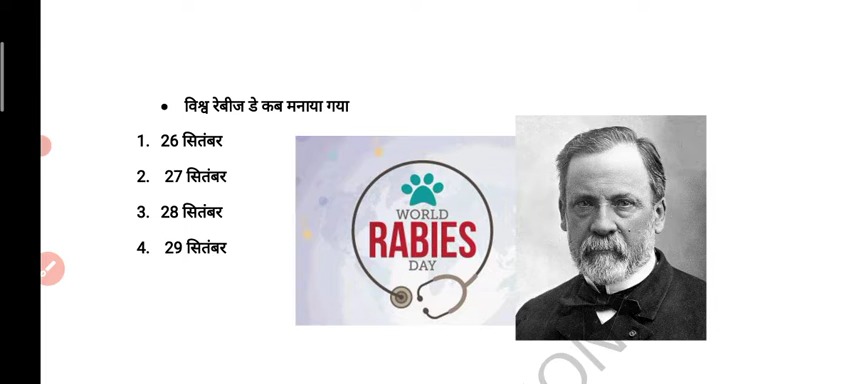 • विश्व रेबीज डे कब मनाया गया
1. 26 सितंबर
2. 27 सितंबर
3. 28 सितंबर
4. 29 सितंबर
WORLD
RABIES
DAY